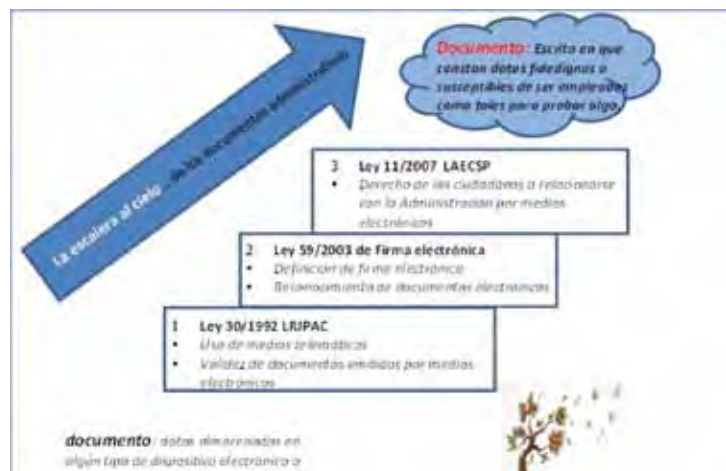 La escalera al cielo ... de los documentos administrativos
Documento: Escrito en que
constan datos fidedignos o
susceptibles de ser empleados
como tales para probar algo.
3 Ley 11/2007 LAECSP
• Derecho de los ciudadanos a relacionarse
con la Administración por medios
electrónicos
2 Ley 59/2003 de firma electrónica
• Definición de firma electrónica
• Reconocimiento de documentos electrónicos
1 Ley 30/1992 LRJPAC
• Uso de medios telemáticos
• Validez de documentos emitidos por medios
electrónicos
documento: datos almacenados en
algún tipo de dispositivo electrónico o